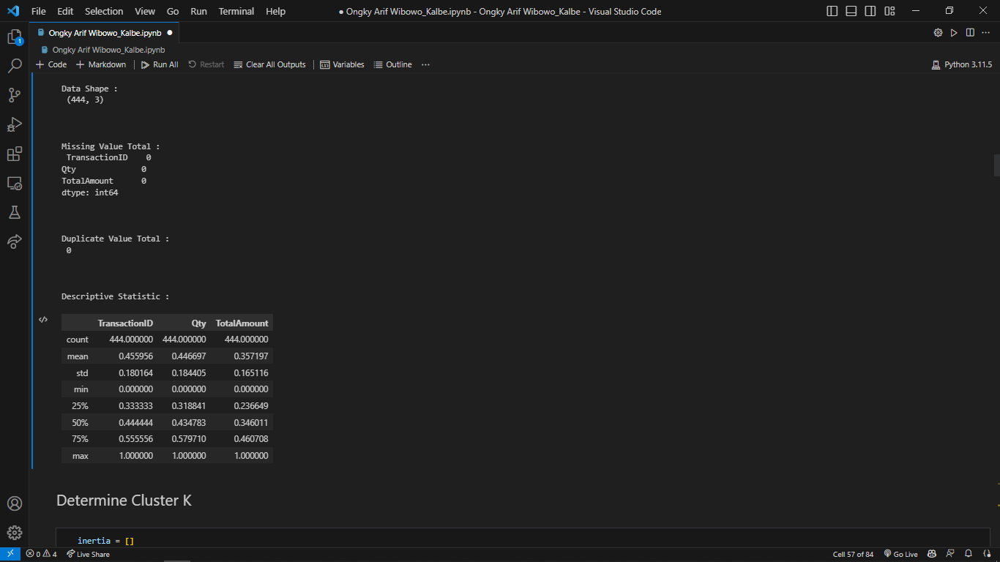 File Edit Selection View Go Run Terminal Help ● Ongky Arif Wibowo_Kalbe.ipynb - Ongky Arif Wibowo_Kalbe - Visual Studio Code
Ongky Arif Wibowo_Kalbe.ipynb ●
1
Ongky Arif Wibowo_Kalbe.ipynb
+ Code + Markdown Run All Restart Clear All Outputs Variables Outline ... Python 3.11.5
Data Shape :
(444, 3)
Missing Value Total :
TransactionID 0
Qty 0
TotalAmount 0
dtype: int64
Duplicate Value Total :
0
Descriptive Statistic :
TransactionID Qty TotalAmount
count 444.000000 444.000000 444.000000
mean 0.455956 0.446697 0.357197
std 0.180164 0.184405 0.165116
min 0.000000 0.000000 0.000000
25% 0.333333 0.318841 0.236649
50% 0.444444 0.434783 0.346011
75% 0.555556 0.579710 0.460708
max 1.000000 1.000000 1.000000
Determine Cluster K
inertia = []
0 4 Live Share Cell 57 of 84 Go Live